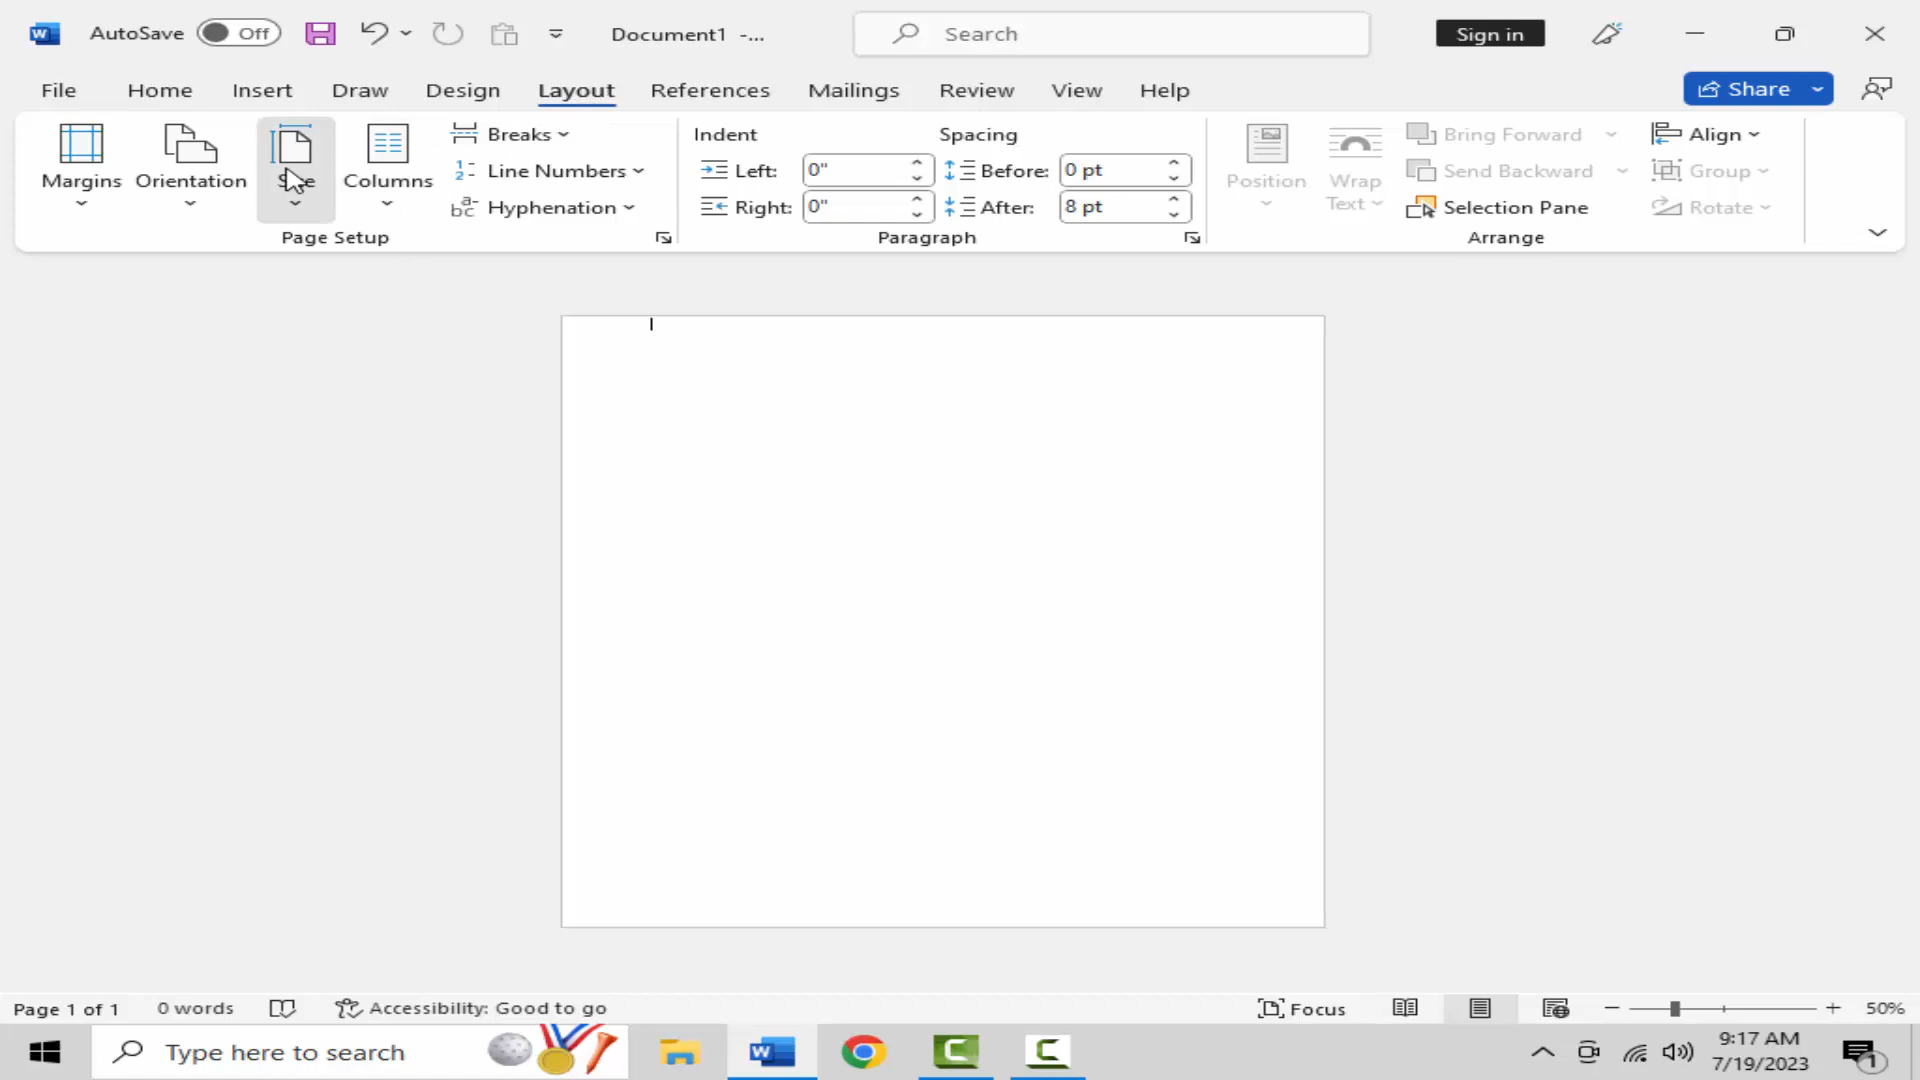 AutoSave Off Document1 -... Search Sign in
File Home Insert Draw Design Layout References Mailings Review View Help Share
Margins
Orientation
Columns
Breaks
Line Numbers
Hyphenation
Page Setup
Indent
Left: 0"
Right: 0"
Spacing
Before: 0 pt
After: 8 pt
Paragraph
Position
Wrap
Text
Bring Forward
Send Backward
Selection Pane
Align
Group
Rotate
Arrange
Page 1 of 1 0 words Accessibility: Good to go Focus 50%
Type here to search
9:17 AM
7/19/2023
1